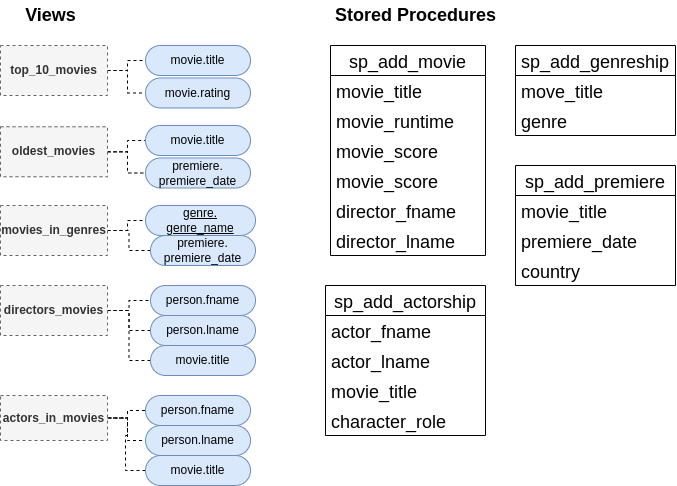 Views
top_10_movies
movie.title
movie.rating
oldest_movies
movie.title
premiere.
premiere_date
movies_in_genres
genre.
genre_name
premiere.
premiere_date
directors_movies
person.fname
person.lname
movie.title
actors_in_movies
person.fname
person.lname
movie.title
Stored Procedures
sp_add_movie
movie_title
movie_runtime
movie_score
movie_score
director_fname
director_lname
sp_add_actorship
actor_fname
actor_lname
movie_title
character_role
sp_add_genreship
move_title
genre
sp_add_premiere
movie_title
premiere_date
country